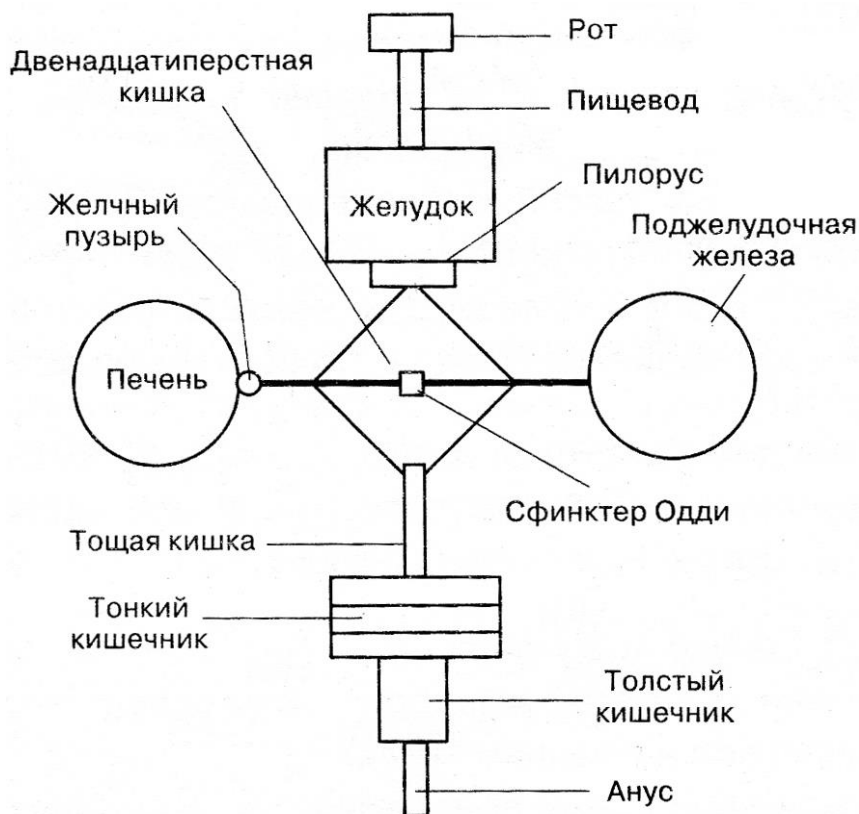 Рот
Двенадцатиперстная
кишка
Пищевод
Пилорус
Желудок
Желчный
пузырь
Поджелудочная
железа
Печень
Сфинктер Одди
Тощая кишка
Тонкий
кишечник
Толстый
кишечник
Анус